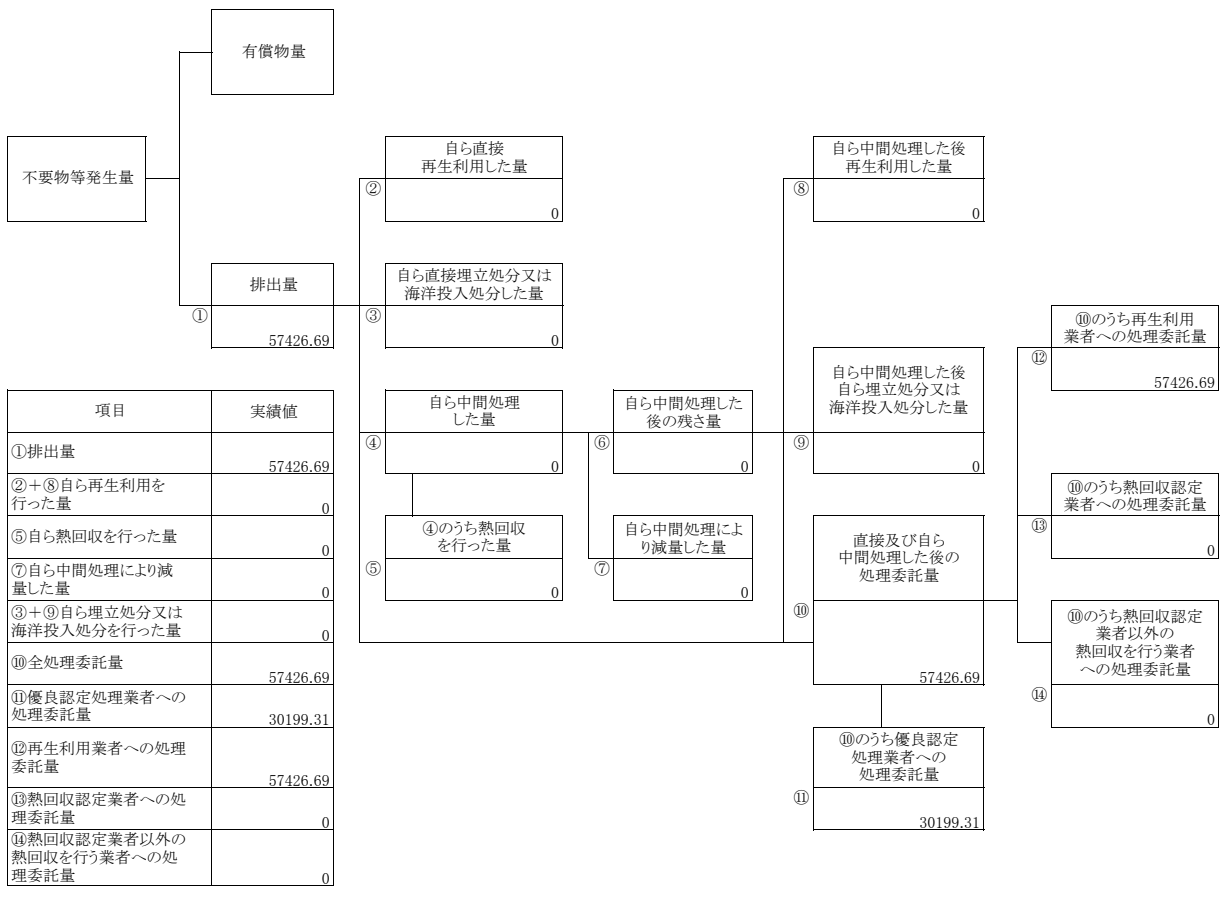 有償物量
不要物等発生量
自ら直接
再生利用した量
②
0
自ら中間処理した後
再生利用した量
⑧
0
排出量
①
57426.69
自ら直接埋立処分又は
海洋投入処分した量
③
0
⑩のうち再生利用
業者への処理委託量
⑫
57426.69
自ら中間処理
した量
④
0
自ら中間処理した
後の残さ量
⑥
0
自ら中間処理した後
自ら埋立処分又は
海洋投入処分した量
⑨
0
⑩のうち熱回収認定
業者への処理委託量
⑬
0
④のうち熱回収
を行った量
⑤
0
自ら中間処理によ
り減量した量
⑦
0
直接及び自ら
中間処理した後の
処理委託量
⑩
57426.69
⑩のうち熱回収認定
業者以外の
熱回収を行う業者
への処理委託量
⑭
0
⑩のうち優良認定
処理業者への
処理委託量
⑪
30199.31
項目 実績値
①排出量
57426.69
②＋⑧自ら再生利用を
行った量
0
⑤自ら熱回収を行った量
0
⑦自ら中間処理により減
量した量
0
③＋⑨自ら埋立処分又は
海洋投入処分を行った量
0
⑩全処理委託量
57426.69
⑪優良認定処理業者への
処理委託量
30199.31
⑫再生利用業者への処理
委託量
57426.69
⑬熱回収認定業者への処
理委託量
0
⑭熱回収認定業者以外の
熱回収を行う業者への処
理委託量
0